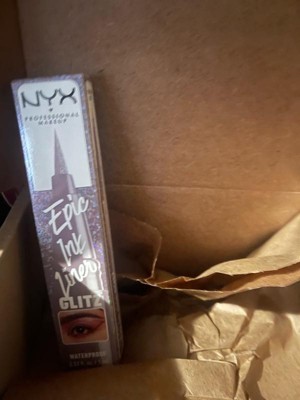 NYX
PROFESSIONAL
MAKEUP
Epic
Ink
Liner
GLITZ
WATERPROOF